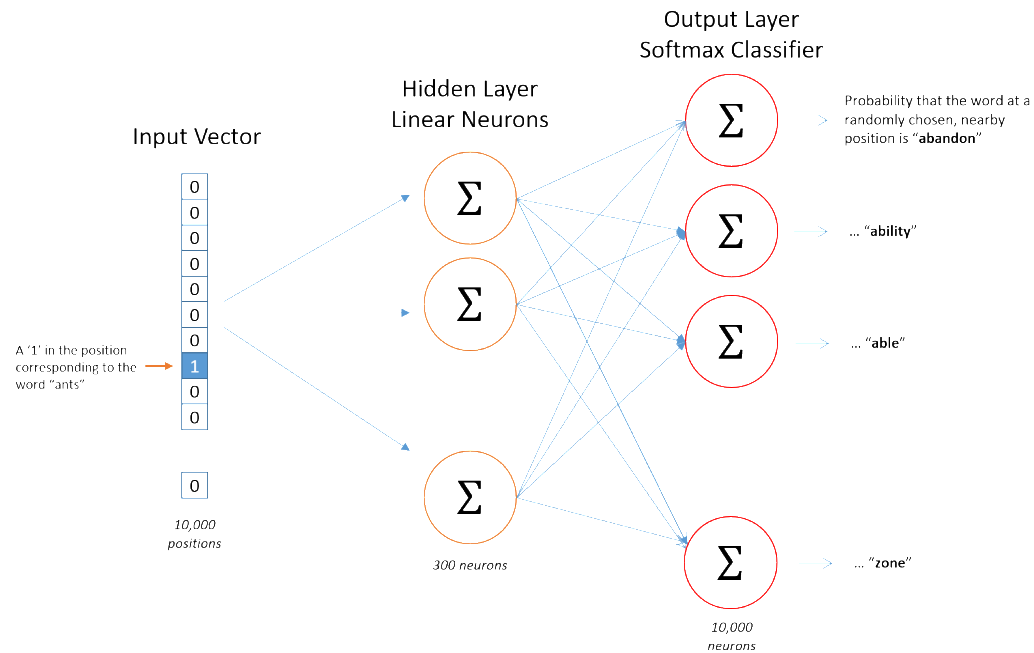 Output Layer
Softmax Classifier
Hidden Layer
Linear Neurons
Input Vector
0
0
0
0
0
0
0
1
0
0
0
A ‘1’ in the position
corresponding to the
word “ants”
10,000
positions
Σ
Σ
Σ
300 neurons
Σ
Σ
Σ
Σ
10,000
neurons
Probability that the word at a
randomly chosen, nearby
position is “abandon”
... “ability”
... “able”
... “zone”